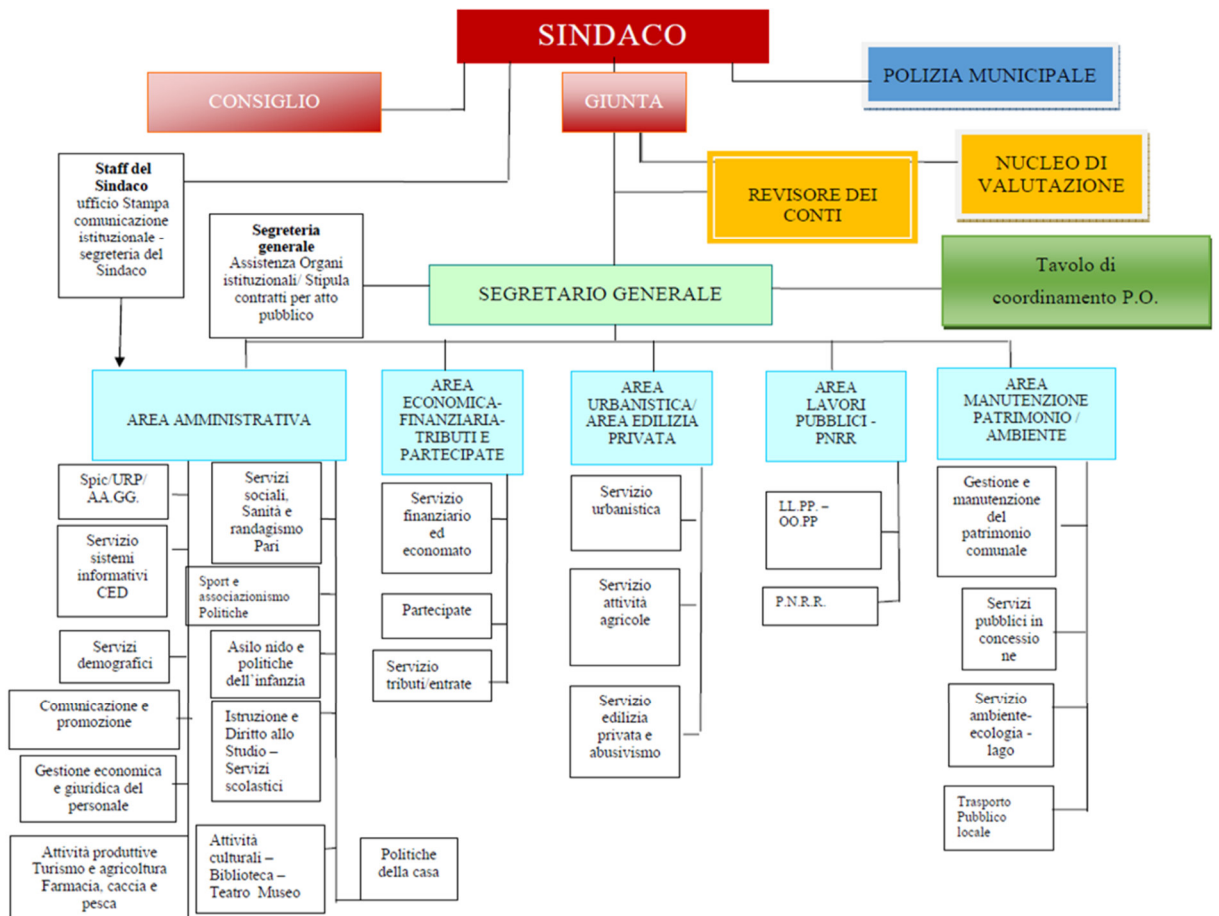 SINDACO
CONSIGLIO
GIUNTA
POLIZIA MUNICIPALE
Staff del
Sindaco
ufficio Stampa
comunicazione
istituzionale -
segreteria del
Sindaco
REVISORE DEI
CONTI
NUCLEO DI
VALUTAZIONE
Segreteria
generale
Assistenza Organi
istituzionali/ Stipula
contratti per atto
pubblico
SEGRETARIO GENERALE
Tavolo di
coordinamento P.O.
AREA AMMINISTRATIVA
AREA
ECONOMICA-
FINANZIARIA-
TRIBUTI E
PARTECIPATE
AREA
URBANISTICA/
AREA EDILIZIA
PRIVATA
AREA
LAVORI
PUBBLICI -
PNRR
AREA
MANUTENZIONE
PATRIMONIO /
AMBIENTE
Spic/URP/
AA.GG.
Servizio
sistemi
informativi
CED
Servizi
demografici
Comunicazione e
promozione
Gestione economica
e giuridica del
personale
Attività produttive
Turismo e agricoltura
Farmacia, caccia e
pesca
Servizi
sociali,
Sanità e
randagismo
Pari
Sport e
associazionismo
Politiche
Asilo nido e
politiche
dell'infanzia
Istruzione e
Diritto allo
Studio –
Servizi
scolastici
Attività
culturali –
Biblioteca –
Teatro Museo
Politiche
della casa
Servizio
finanziario
ed
economato
Partecipate
Servizio
tributi/entrate
Servizio
urbanistica
Servizio
attività
agricole
Servizio
edilizia
privata e
abusivismo
LL.PP. –
OO.PP
P.N.R.R.
Gestione e
manutenzione
del
patrimonio
comunale
Servizi
pubblici in
concessio
ne
Servizio
ambiente-
ecologia -
lago
Trasporto
Pubblico
locale